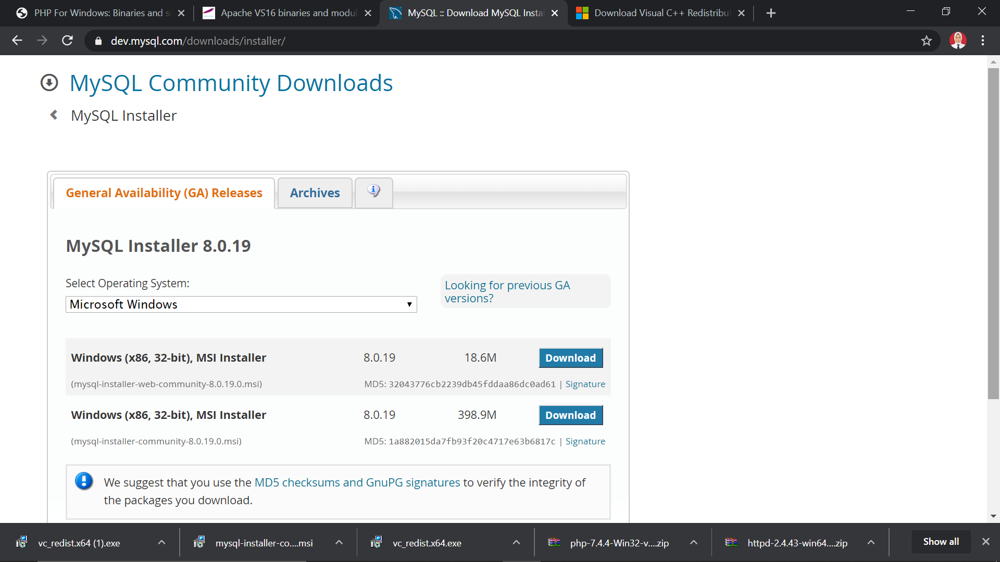 PHP For Windows: Binaries and s
Apache VS16 binaries and modul
MySQL :: Download MySQL Insta
Download Visual C++ Redistribut
dev.mysql.com/downloads/installer/
MySQL Community Downloads
MySQL Installer
General Availability (GA) Releases
Archives
MySQL Installer 8.0.19
Select Operating System:
Looking for previous GA
versions?
Microsoft Windows
Windows (x86, 32-bit), MSI Installer 8.0.19 18.6M Download
(mysql-installer-web-community-8.0.19.0.msi) MD5: 32043776cb2239db45fddaa86dc0ad61 | Signature
Windows (x86, 32-bit), MSI Installer 8.0.19 398.9M Download
(mysql-installer-community-8.0.19.0.msi) MD5: 1a882015da7fb93f20c4717e63b6817c | Signature
We suggest that you use the MD5 checksums and GnuPG signatures to verify the integrity of
the packages you download.
vc_redist.x64 (1).exe
mysql-installer-co....msi
vc_redist.x64.exe
php-7.4.4-Win32-v....zip
httpd-2.4.43-win64....zip
Show all